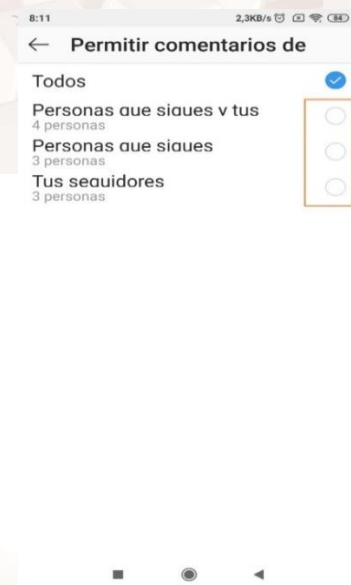 8:11 2,3KB/s 84
Permitir comentarios de
Todos
Personas que sigues y tus
4 personas
Personas que sigues
3 personas
Tus seguidores
3 personas